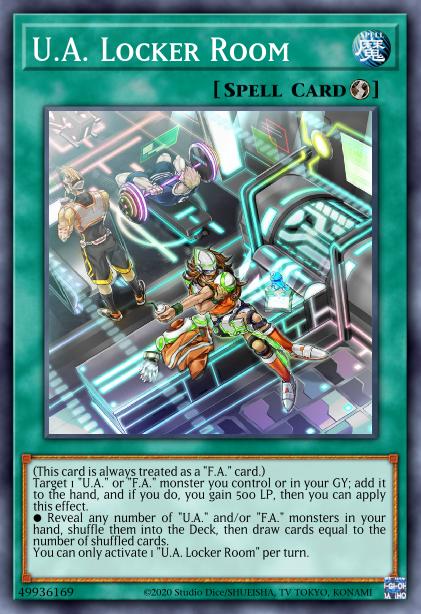 U.A. Locker Room
SPELL
魔
[Spell Card]
(This card is always treated as a "F.A." card.)
Target 1 "U.A." or "F.A." monster you control or in your GY; add it
to the hand, and if you do, you gain 500 LP, then you can apply
this effect.
● Reveal any number of "U.A." and/or "F.A." monsters in your
hand, shuffle them into the Deck, then draw cards equal to the
number of shuffled cards.
You can only activate 1 "U.A. Locker Room" per turn.
49936169 ©2020 Studio Dice/SHUEISHA, TV TOKYO, KONAMI